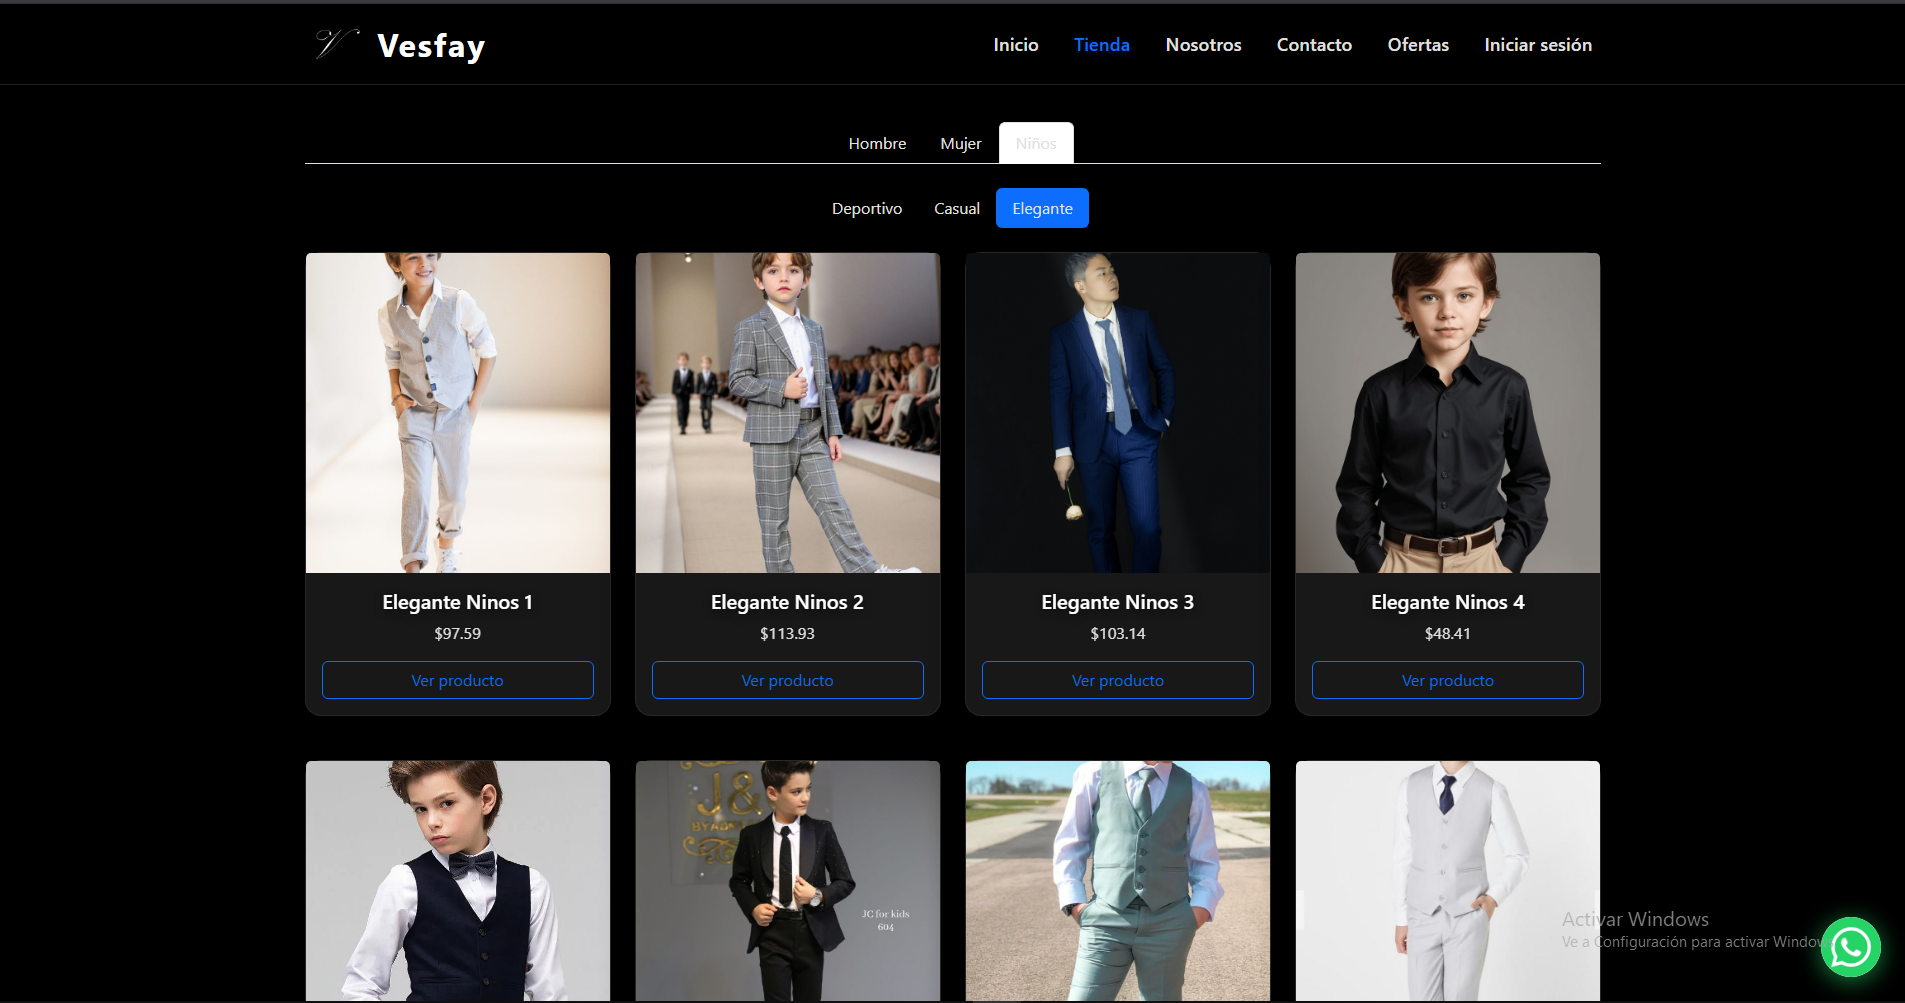 V Vesfay
Inicio Tienda Nosotros Contacto Ofertas Iniciar sesión
Hombre Mujer Niños
Deportivo Casual Elegante
Elegante Ninos 1
$97.59
Ver producto
Elegante Ninos 2
$113.93
Ver producto
Elegante Ninos 3
$103.14
Ver producto
Elegante Ninos 4
$48.41
Ver producto
J&
JC for kids
604
Activar Windows
Ve a Configuración para activar Windows